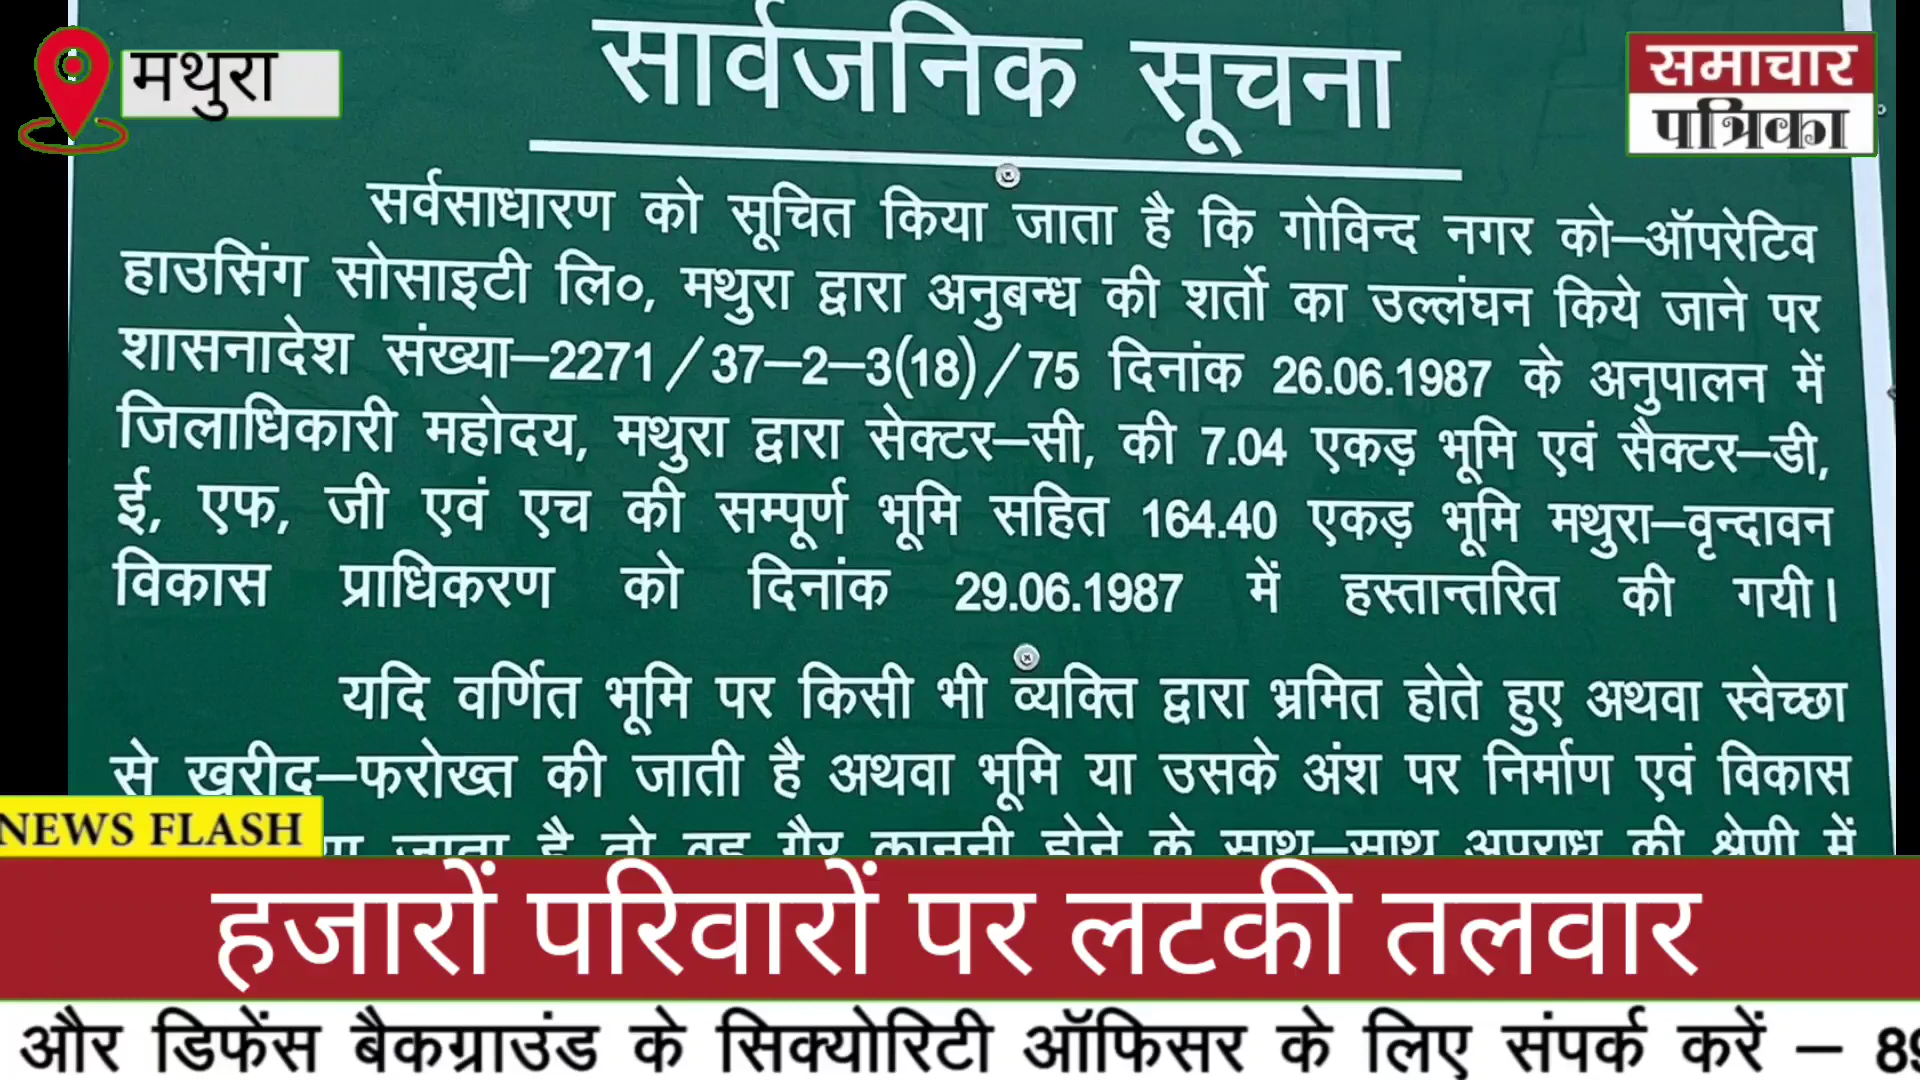 मथुरा
समाचार
पत्रिका
सार्वजनिक सूचना
सर्वसाधारण को सूचित किया जाता है कि गोविन्द नगर को–ऑपरेटिव
हाउसिंग सोसाइटी लि०, मथुरा द्वारा अनुबन्ध की शर्तो का उल्लंघन किये जाने पर
शासनादेश संख्या–2271/37–2–3(18)/75 दिनांक 26.06.1987 के अनुपालन में
जिलाधिकारी महोदय, मथुरा द्वारा सेक्टर–सी, की 7.04 एकड़ भूमि एवं सैक्टर–डी,
ई, एफ, जी एवं एच की सम्पूर्ण भूमि सहित 164.40 एकड़ भूमि मथुरा–वृन्दावन
विकास प्राधिकरण को दिनांक 29.06.1987 में हस्तान्तरित की गयी।
यदि वर्णित भूमि पर किसी भी व्यक्ति द्वारा भ्रमित होते हुए अथवा स्वेच्छा
से खरीद–फरोख्त की जाती है अथवा भूमि या उसके अंश पर निर्माण एवं विकास
जाता है तो वह गैर कानूनी होने के साथ–साथ अपराध की श्रेणी में
NEWS FLASH
हजारों परिवारों पर लटकी तलवार
और डिफेंस बैकग्राउंड के सिक्योरिटी ऑफिसर के लिए संपर्क करें – 89